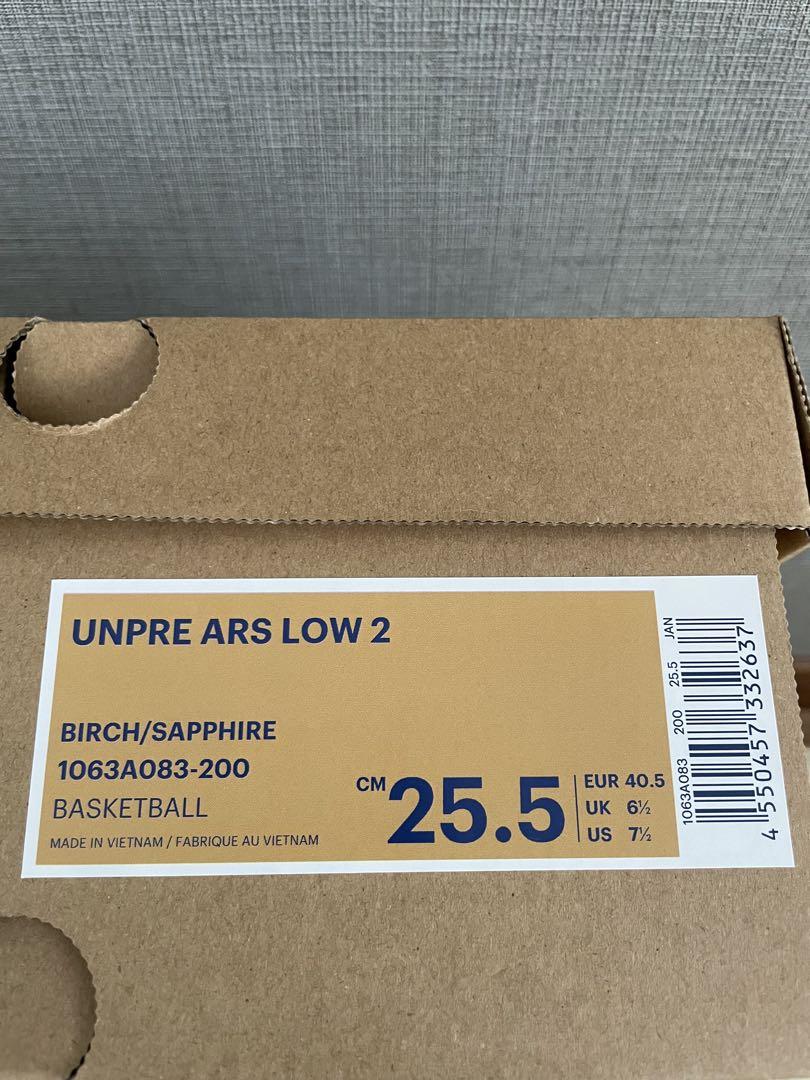 UNPRE ARS LOW 2
BIRCH/SAPPHIRE
1063A083-200
BASKETBALL
MADE IN VIETNAM / FABRIQUE AU VIETNAM
CM 25.5
EUR 40.5
UK 6½
US 7½
1063A083 200 25.5 JAN
4 550457 332637